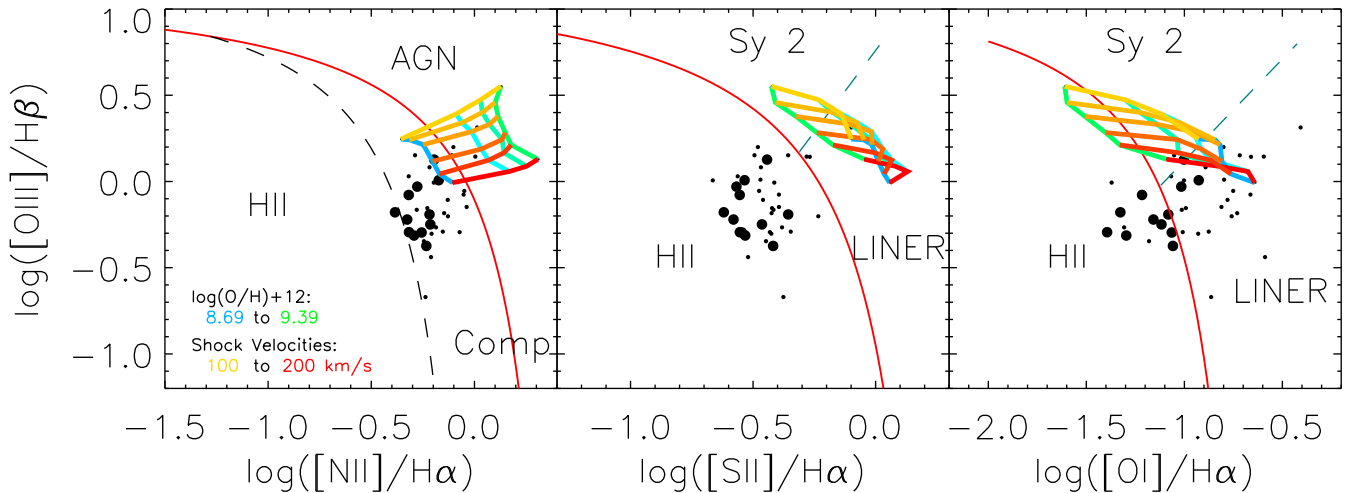 1.0
0.5
0.0
−0.5
−1.0
log([OIII]/Hβ)
AGN
HII
Comp
log(O/H)+12:
8.69 to 9.39
Shock Velocities:
100 to 200 km/s
−1.5 −1.0 −0.5 0.0
log([NII]/Hα)
Sy 2
HII
LINER
−1.0 −0.5 0.0
log([SII]/Hα)
Sy 2
HII
LINER
−2.0 −1.5 −1.0 −0.5
log([OI]/Hα)